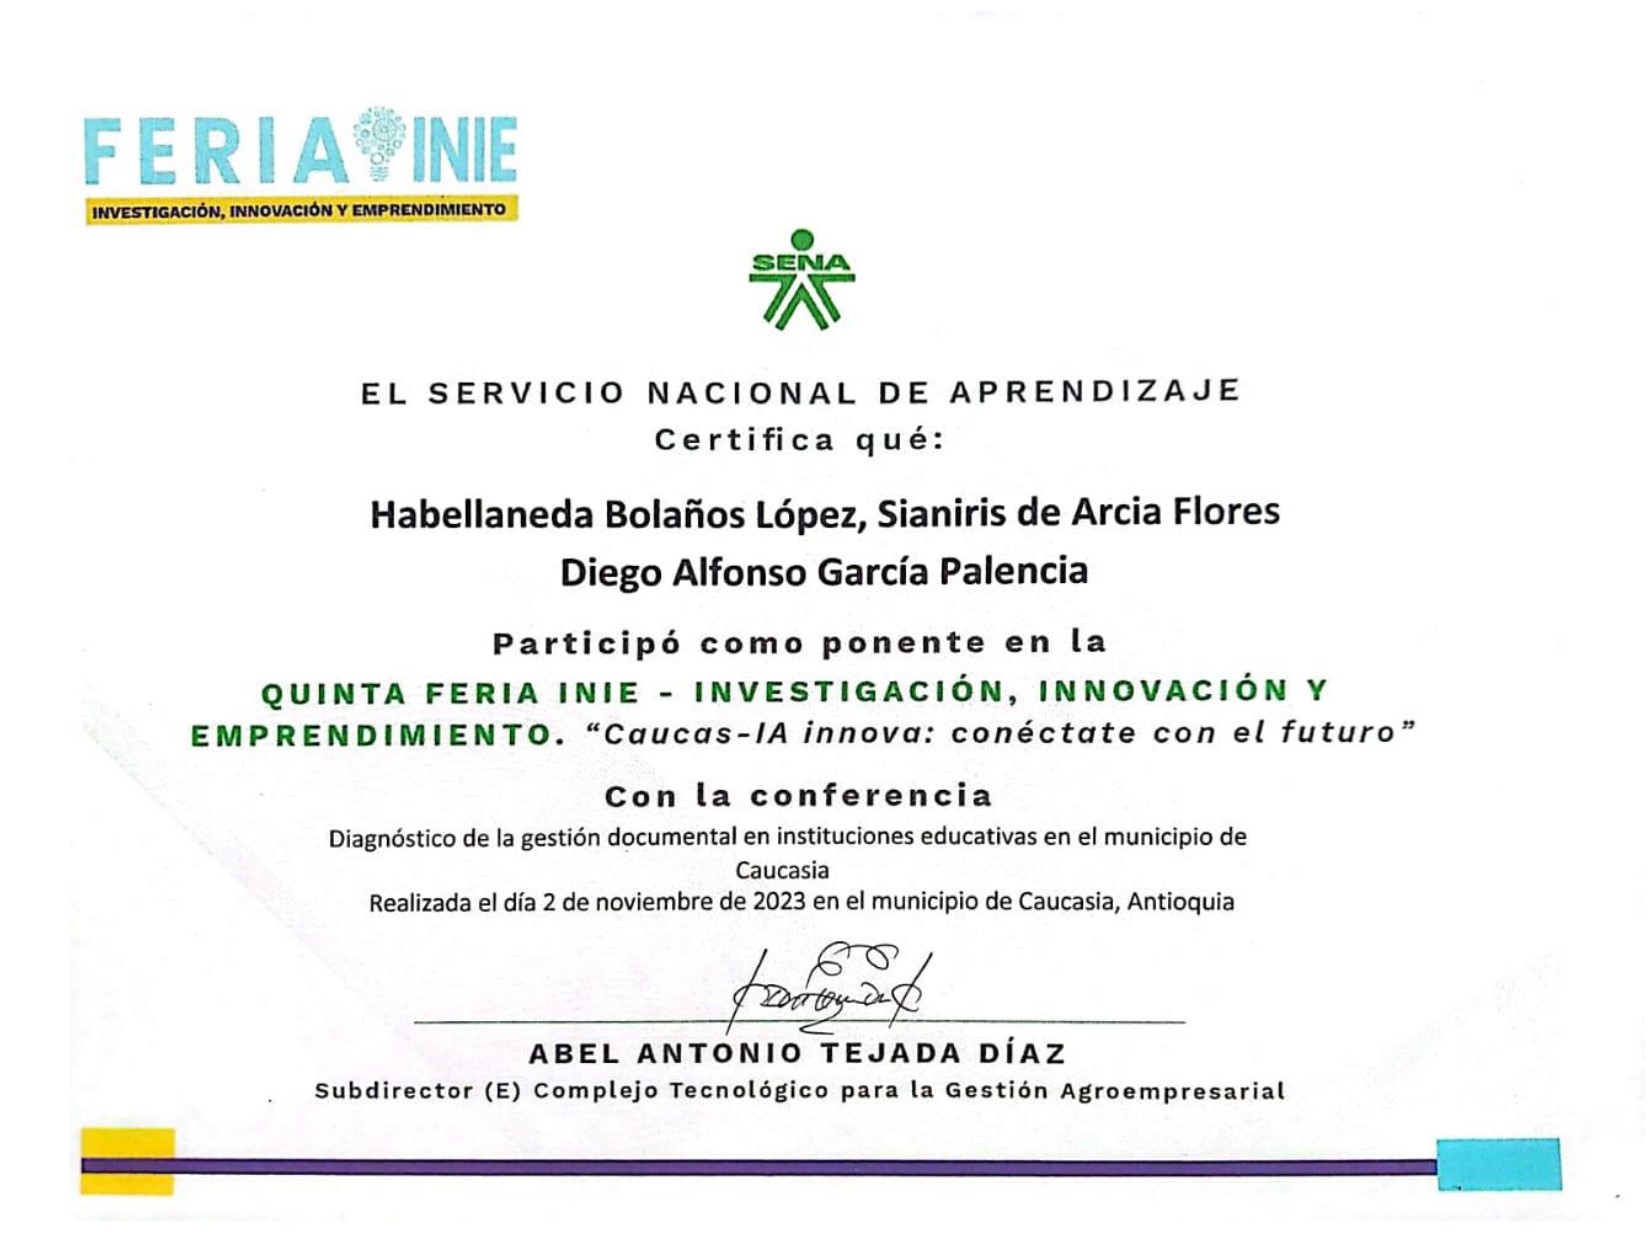 FERIA INIE
INVESTIGACIÓN, INNOVACIÓN Y EMPRENDIMIENTO
SENA
EL SERVICIO NACIONAL DE APRENDIZAJE
Certifica qué:
Habellaneda Bolaños López, Sianiris de Arcia Flores
Diego Alfonso García Palencia
Participó como ponente en la
QUINTA FERIA INIE - INVESTIGACIÓN, INNOVACIÓN Y
EMPRENDIMIENTO. “Caucas-IA innova: conéctate con el futuro”
Con la conferencia
Diagnóstico de la gestión documental en instituciones educativas en el municipio de
Caucasia
Realizada el día 2 de noviembre de 2023 en el municipio de Caucasia, Antioquia
ABEL ANTONIO TEJADA DÍAZ
Subdirector (E) Complejo Tecnológico para la Gestión Agroempresarial